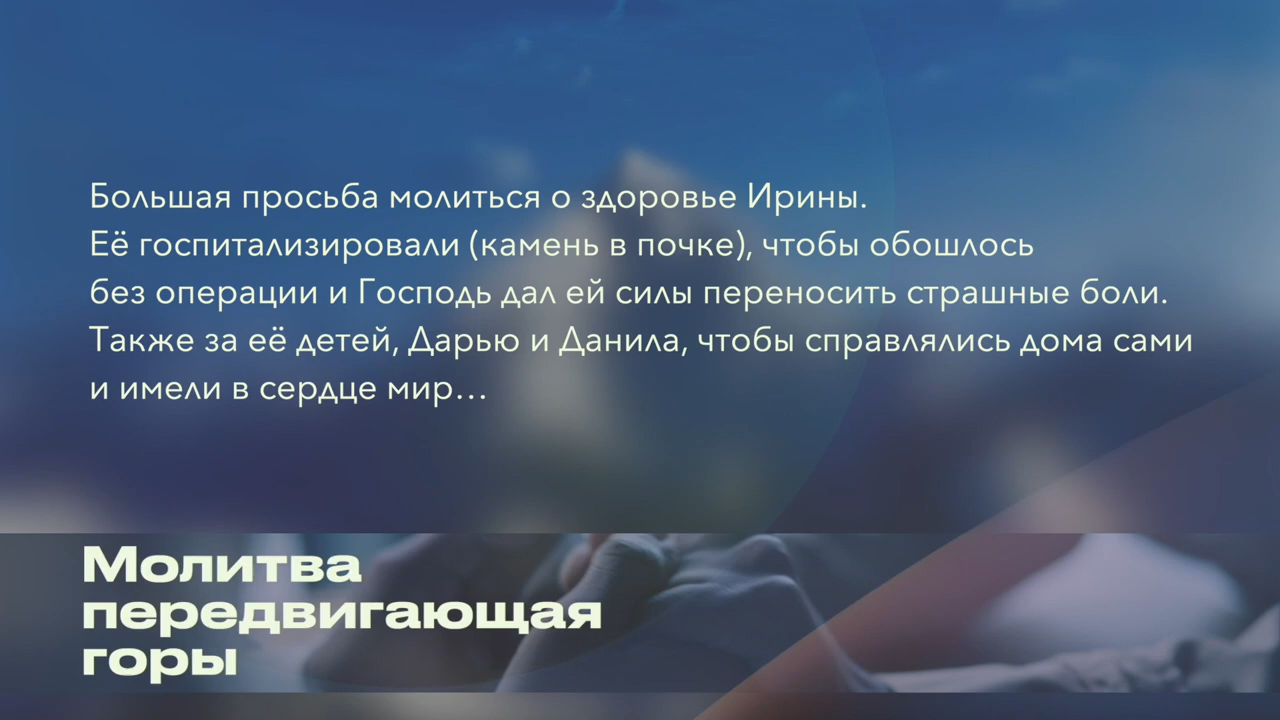 Большая просьба молиться о здоровье Ирины.
Её госпитализировали (камень в почке), чтобы обошлось
без операции и Господь дал ей силы переносить страшные боли.
Также за её детей, Дарью и Данила, чтобы справлялись дома сами
и имели в сердце мир...
Молитва
передвигающая
горы